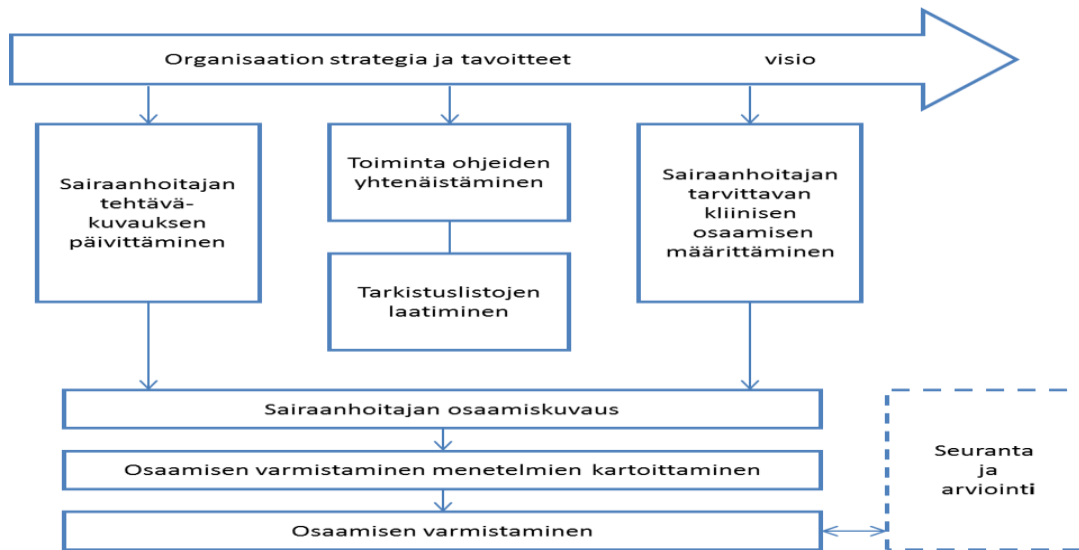 Organisaation strategia ja tavoitteet visio
Sairaanhoitajan
tehtävä-
kuvauksen
päivittäminen
Toiminta ohjeiden
yhtenäistäminen
Tarkistuslistojen
laatiminen
Sairaanhoitajan
tarvittavan
kliinisen
osaamisen
määrittäminen
Sairaanhoitajan osaamiskuvaus
Osaamisen varmistaminen menetelmien kartoittaminen
Osaamisen varmistaminen
Seuranta
ja
arviointi